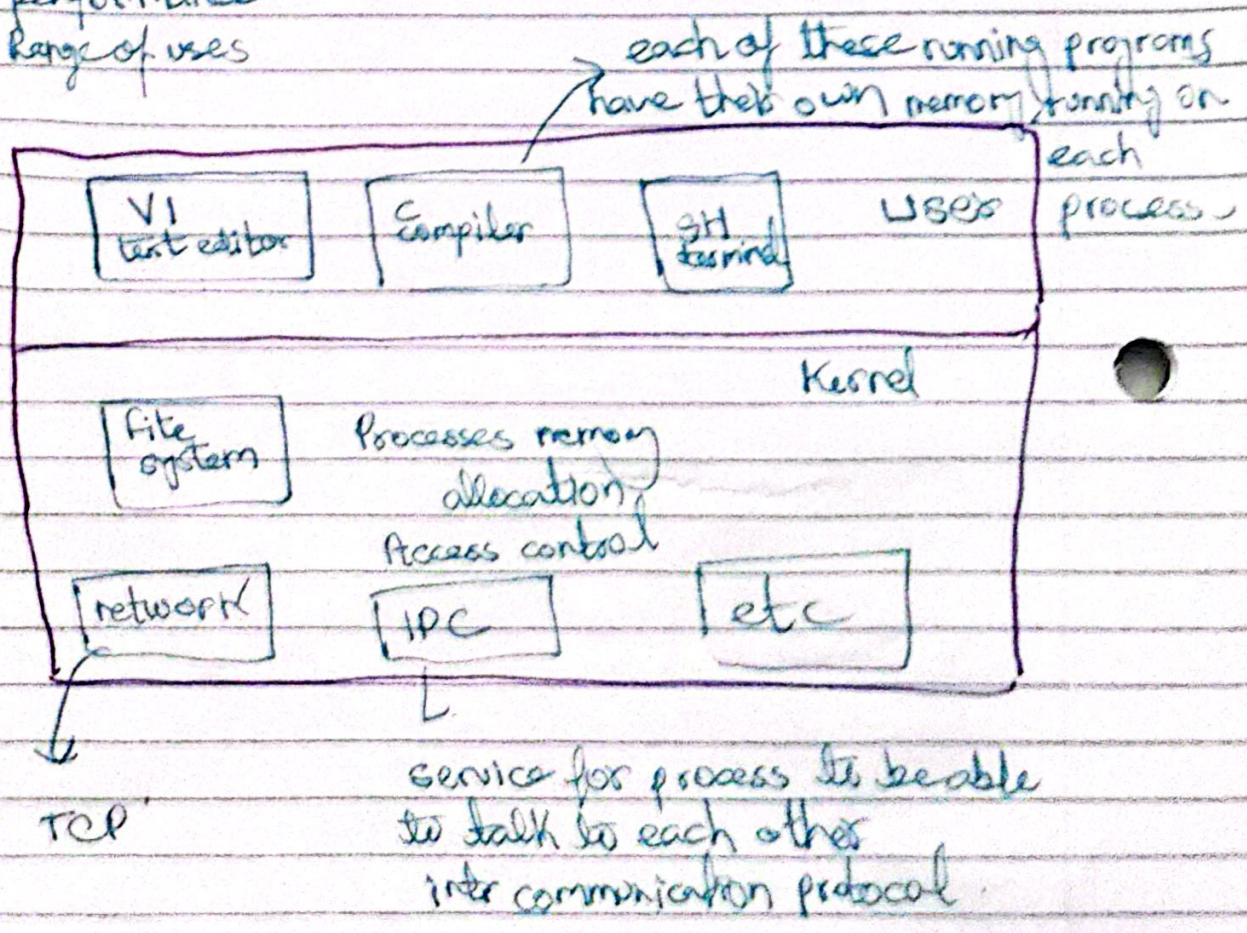 Range of uses
each of these running programs
have their own memory, running on
each
process
VI
text editor
C
Compiler
SH
terminal
user
Kernel
File
system
Processes memory
allocation,
Access control
network
IPC
etc
TCP
service for process to be able
to talk to each other
inter communication protocol